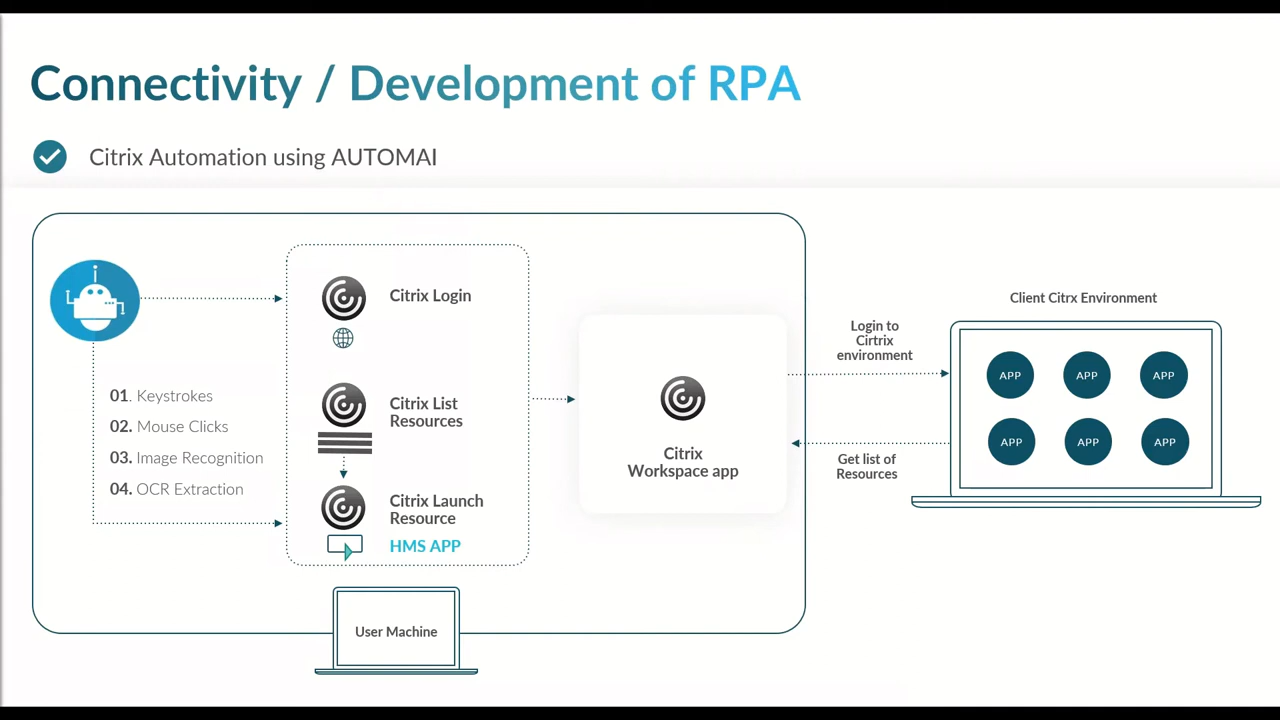 Connectivity / Development of RPA
Citrix Automation using AUTOMAI
Citrix Login
01. Keystrokes
02. Mouse Clicks
03. Image Recognition
04. OCR Extraction
Citrix List
Resources
Citrix Launch
Resource
HMS APP
User Machine
Citrix
Workspace app
Login to
Cirtrix
environment
Get list of
Resources
Client Citrx Environment
APP APP APP
APP APP APP